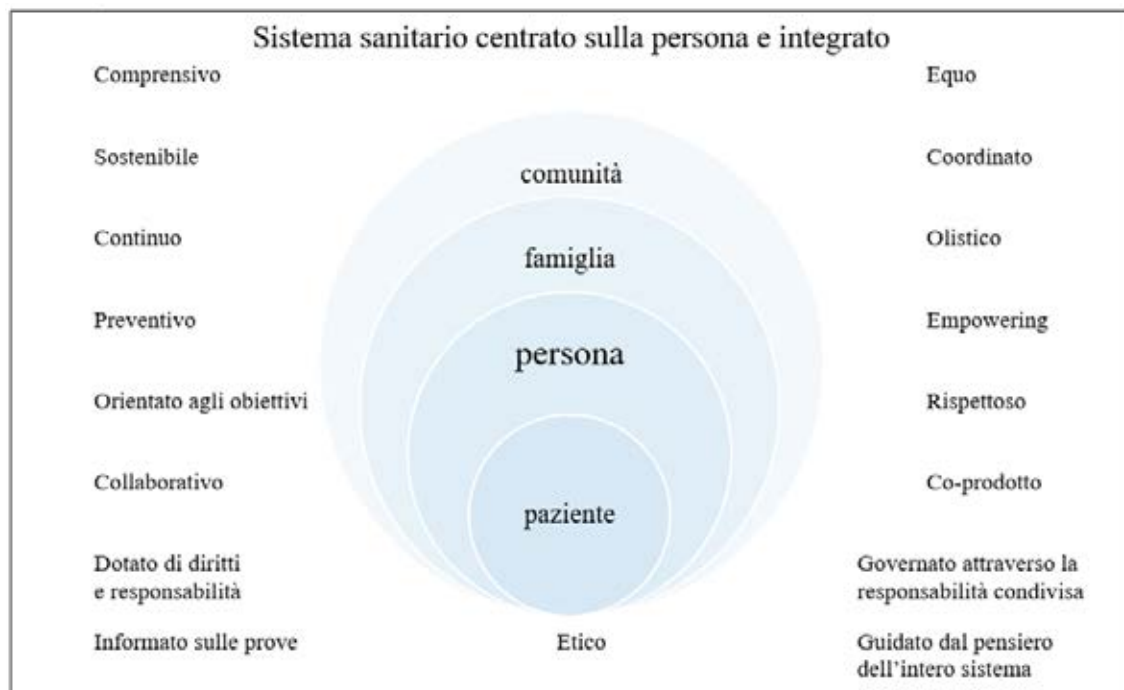 Sistema sanitario centrato sulla persona e integrato
Comprensivo
Equo
Sostenibile
comunità
Coordinato
Continuo
famiglia
Olistico
Preventivo
persona
Empowering
Orientato agli obiettivi
Rispettoso
Collaborativo
paziente
Co-prodotto
Dotato di diritti
e responsabilità
Governato attraverso la
responsabilità condivisa
Informato sulle prove
Etico
Guidato dal pensiero
dell’intero sistema